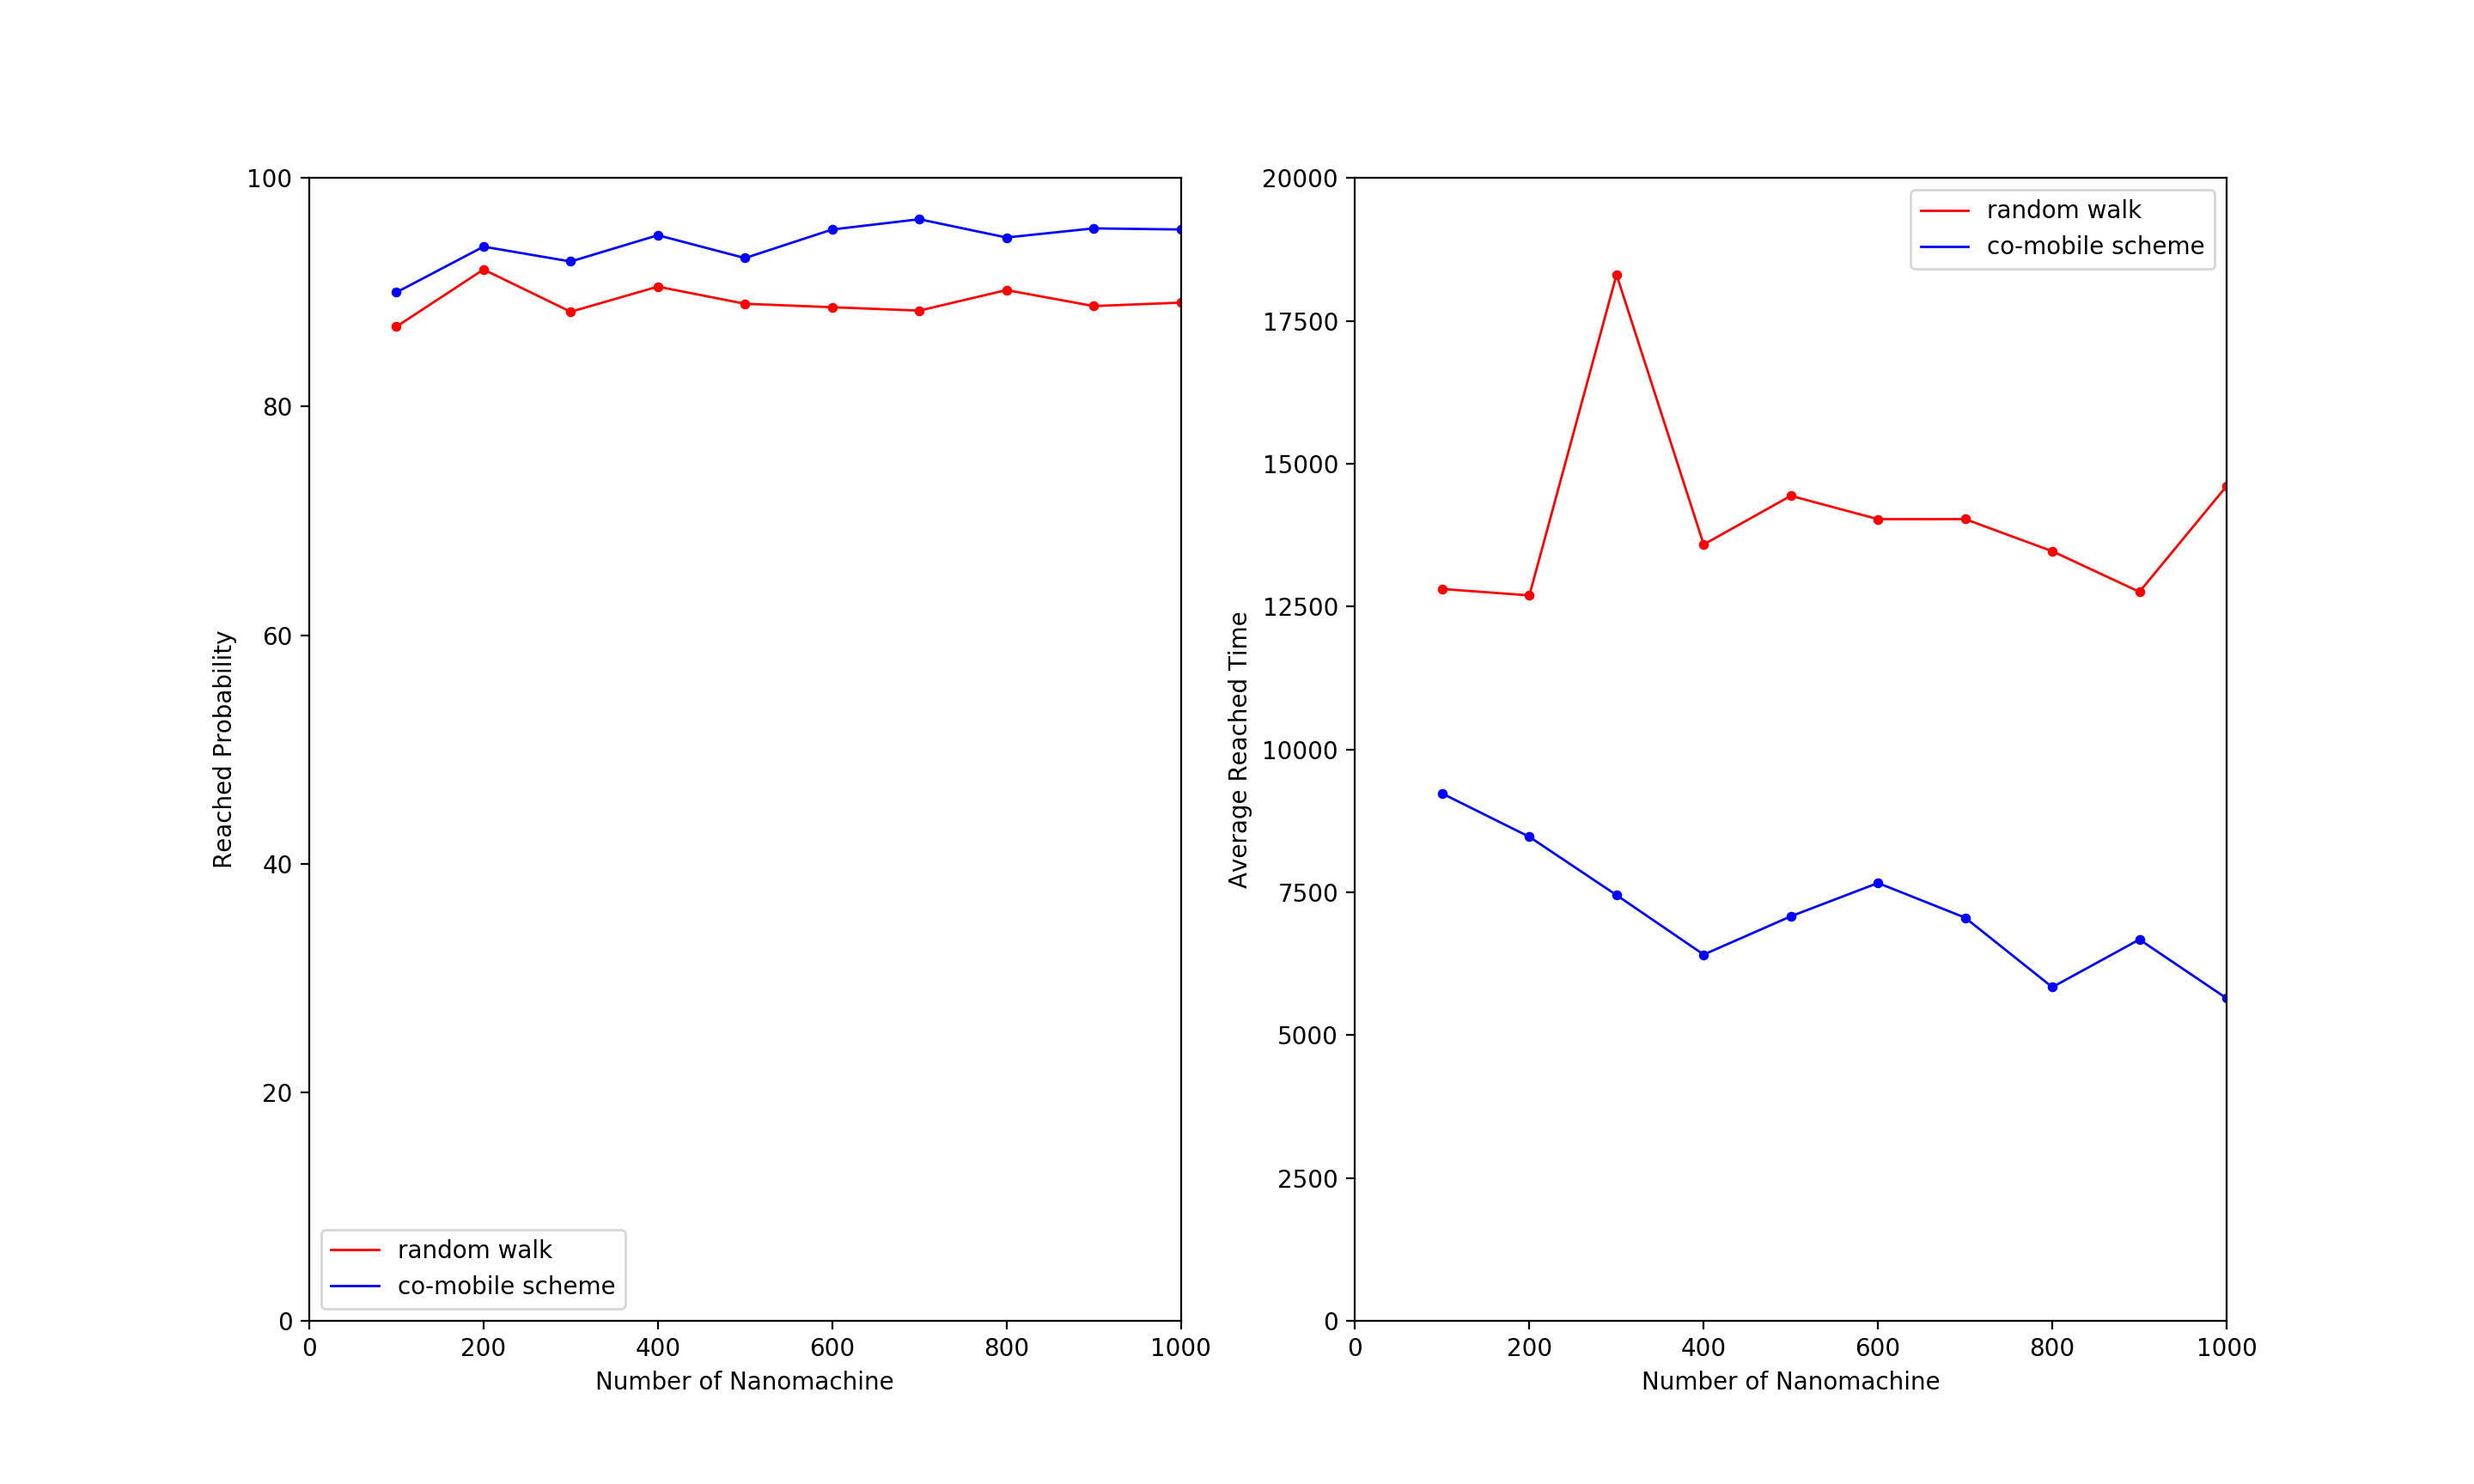 100
80
60
40
20
0
Reached Probability
random walk
co-mobile scheme
0 200 400 600 800 1000
Number of Nanomachine
20000
17500
15000
12500
10000
7500
5000
2500
0
Average Reached Time
random walk
co-mobile scheme
0 200 400 600 800 1000
Number of Nanomachine